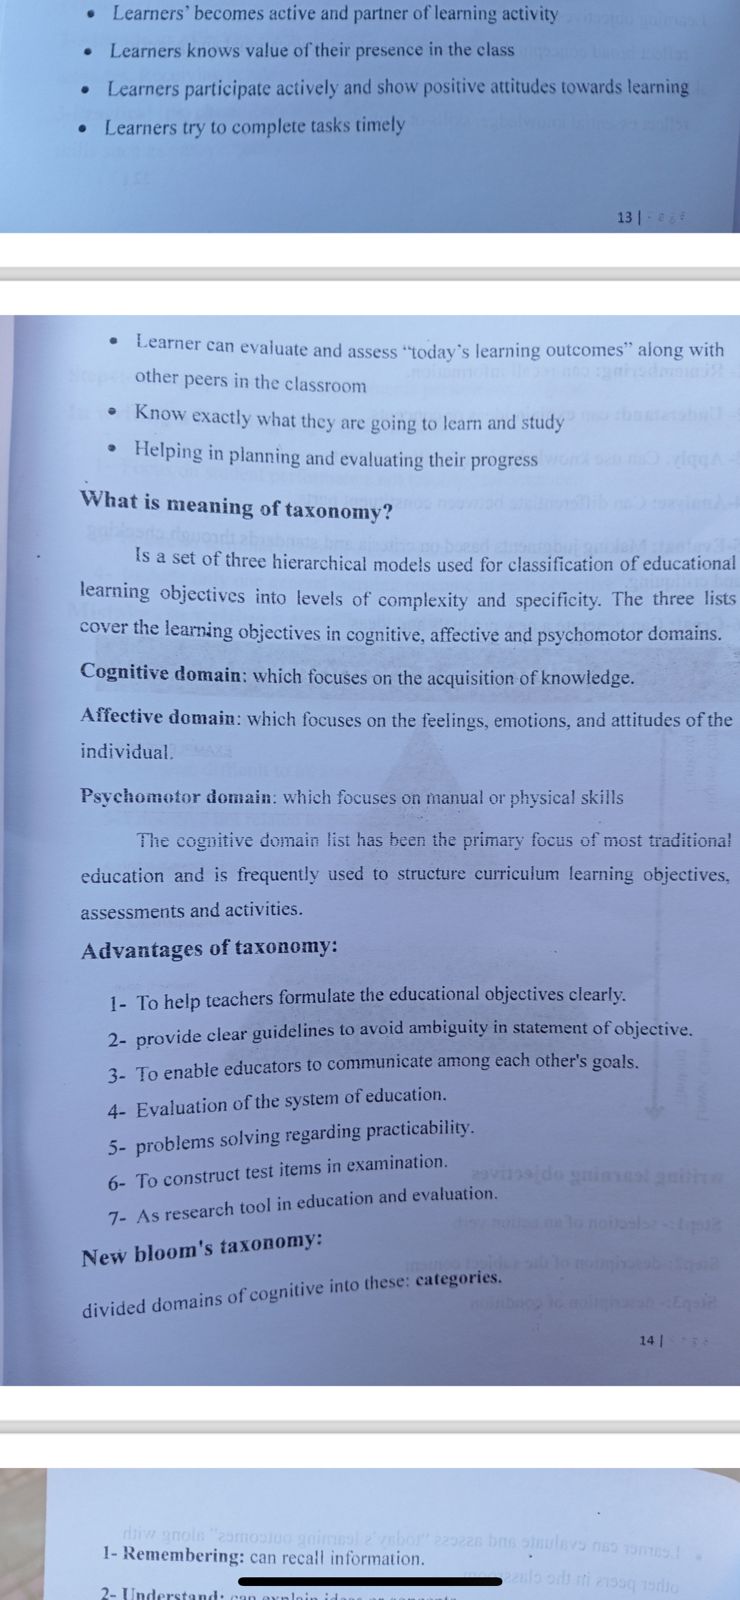 • Learners' becomes active and partner of learning activity
• Learners knows value of their presence in the class
• Learners participate actively and show positive attitudes towards learning
• Learners try to complete tasks timely
13 |
• Learner can evaluate and assess “today's learning outcomes” along with
other peers in the classroom
• Know exactly what they are going to learn and study
• Helping in planning and evaluating their progress
What is meaning of taxonomy?
Is a set of three hierarchical models used for classification of educational
learning objectives into levels of complexity and specificity. The three lists
cover the learning objectives in cognitive, affective and psychomotor domains.
Cognitive domain: which focuses on the acquisition of knowledge.
Affective domain: which focuses on the feelings, emotions, and attitudes of the
individual.
Psychomotor domain: which focuses on manual or physical skills
The cognitive domain list has been the primary focus of most traditional
education and is frequently used to structure curriculum learning objectives,
assessments and activities.
Advantages of taxonomy:
1- To help teachers formulate the educational objectives clearly.
2- provide clear guidelines to avoid ambiguity in statement of objective.
3- To enable educators to communicate among each other's goals.
4- Evaluation of the system of education.
5- problems solving regarding practicability.
6- To construct test items in examination.
7- As research tool in education and evaluation.
New bloom's taxonomy:
divided domains of cognitive into these: categories.
14 |
1- Remembering: can recall information.
2- Understand: can explain ideas or